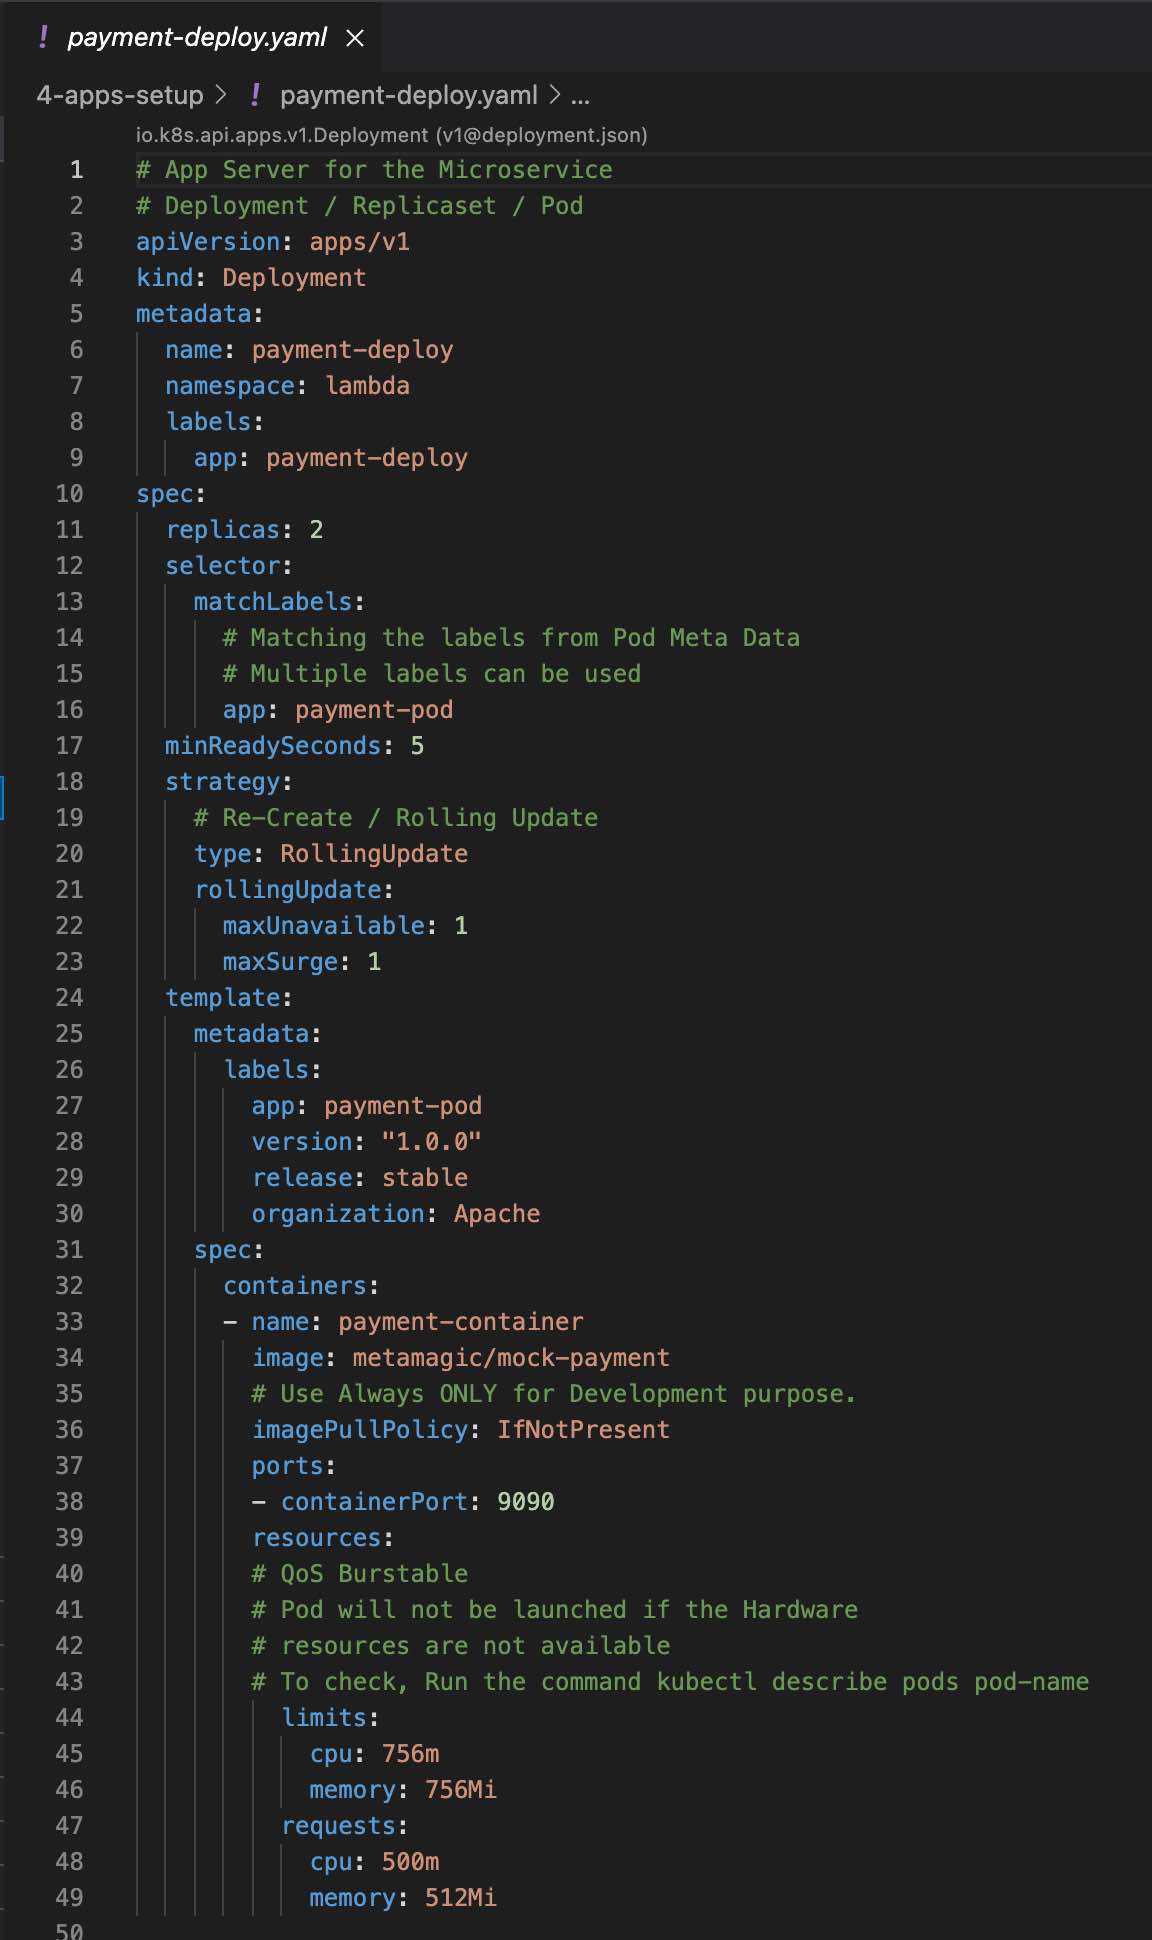 ! payment-deploy.yaml ×
4-apps-setup > ! payment-deploy.yaml > ...
io.k8s.api.apps.v1.Deployment (v1@deployment.json)
1 # App Server for the Microservice
2 # Deployment / Replicaset / Pod
3 apiVersion: apps/v1
4 kind: Deployment
5 metadata:
6   name: payment-deploy
7   namespace: lambda
8   labels:
9     app: payment-deploy
10 spec:
11   replicas: 2
12   selector:
13     matchLabels:
14       # Matching the labels from Pod Meta Data
15       # Multiple labels can be used
16       app: payment-pod
17   minReadySeconds: 5
18   strategy:
19     # Re-Create / Rolling Update
20     type: RollingUpdate
21     rollingUpdate:
22       maxUnavailable: 1
23       maxSurge: 1
24   template:
25     metadata:
26       labels:
27         app: payment-pod
28         version: "1.0.0"
29         release: stable
30         organization: Apache
31     spec:
32       containers:
33       - name: payment-container
34         image: metamagic/mock-payment
35         # Use Always ONLY for Development purpose.
36         imagePullPolicy: IfNotPresent
37         ports:
38         - containerPort: 9090
39         resources:
40         # QoS Burstable
41         # Pod will not be launched if the Hardware
42         # resources are not available
43         # To check, Run the command kubectl describe pods pod-name
44           limits:
45             cpu: 756m
46             memory: 756Mi
47           requests:
48             cpu: 500m
49             memory: 512Mi
50